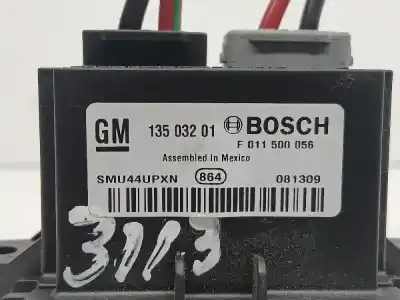 GM 135 032 01 BOSCH
F 011 500 056
Assembled in Mexico
SMU44UPXN 864 081309
3113